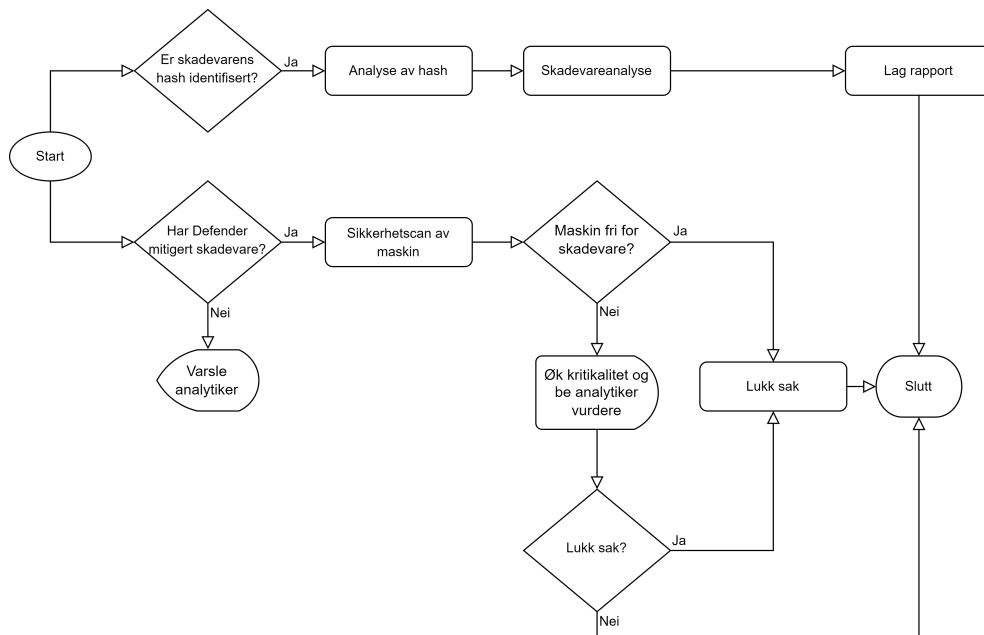 Er skadevarens
hash identifisert?
Ja
Analyse av hash
Skadevareanalyse
Lag rapport
Start
Har Defender
mitigert skadevare?
Ja
Sikkerhetscan av
maskin
Maskin fri for
skadevare?
Ja
Nei
Varsle
analytiker
Nei
Øk kritikalitet og
be analytiker
vurdere
Lukk sak
Slutt
Lukk sak?
Ja
Nei